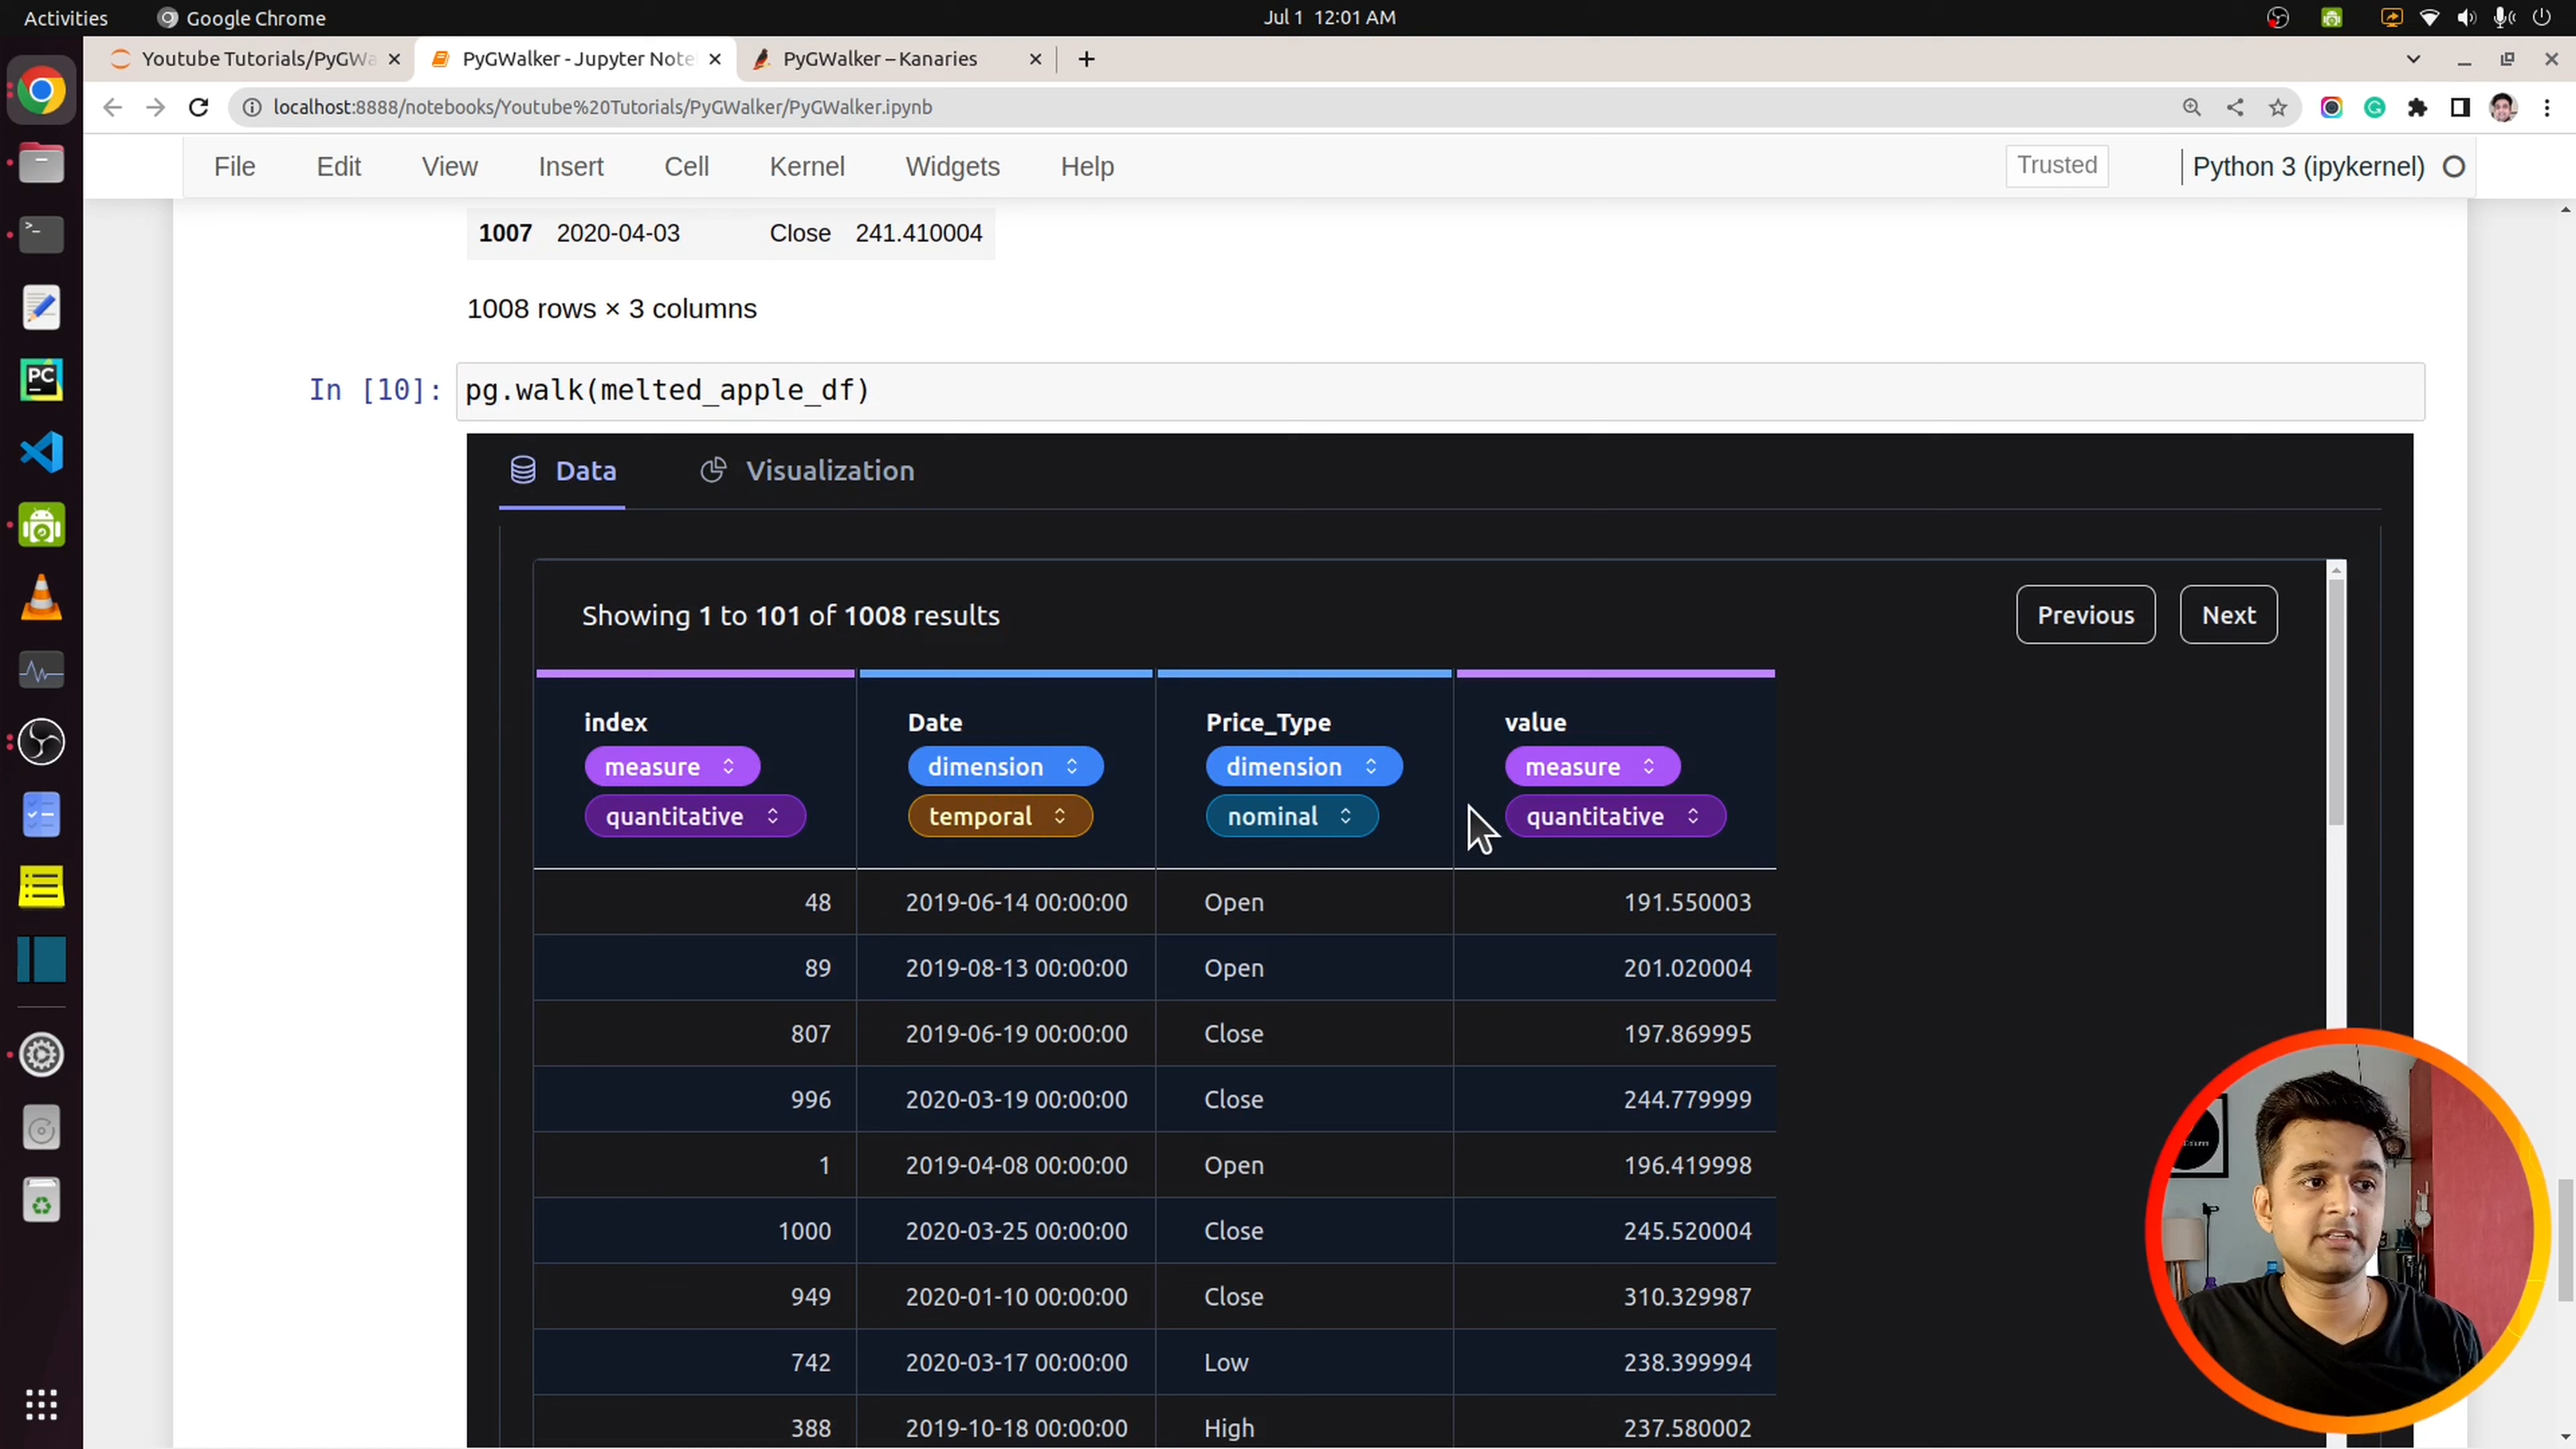 Activities
Google Chrome
Jul 1 12:01 AM
Youtube Tutorials/PyGWa
PyGWalker - Jupyter Note
PyGWalker – Kanaries
localhost:8888/notebooks/Youtube%20Tutorials/PyGWalker/PyGWalker.ipynb
File Edit View Insert Cell Kernel Widgets Help
Trusted
Python 3 (ipykernel)
1007 2020-04-03 Close 241.410004
1008 rows × 3 columns
In [10]: pg.walk(melted_apple_df)
Data Visualization
Showing 1 to 101 of 1008 results
Previous Next
index Date Price_Type value
measure dimension dimension measure
quantitative temporal nominal quantitative
48 2019-06-14 00:00:00 Open 191.550003
89 2019-08-13 00:00:00 Open 201.020004
807 2019-06-19 00:00:00 Close 197.869995
996 2020-03-19 00:00:00 Close 244.779999
1 2019-04-08 00:00:00 Open 196.419998
1000 2020-03-25 00:00:00 Close 245.520004
949 2020-01-10 00:00:00 Close 310.329987
742 2020-03-17 00:00:00 Low 238.399994
388 2019-10-18 00:00:00 High 237.580002
PC